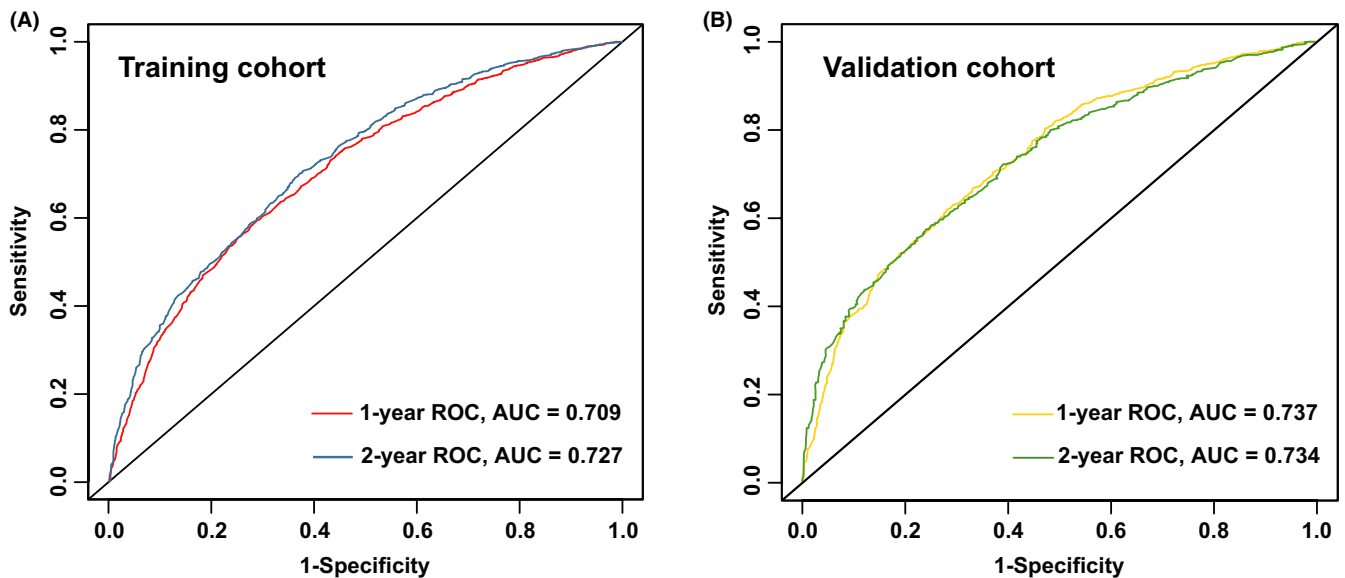 (A)
Training cohort
1.0
0.8
0.6
0.4
0.2
0.0
Sensitivity
1-year ROC, AUC = 0.709
2-year ROC, AUC = 0.727
0.0 0.2 0.4 0.6 0.8 1.0
1-Specificity
(B)
Validation cohort
1.0
0.8
0.6
0.4
0.2
0.0
Sensitivity
1-year ROC, AUC = 0.737
2-year ROC, AUC = 0.734
0.0 0.2 0.4 0.6 0.8 1.0
1-Specificity